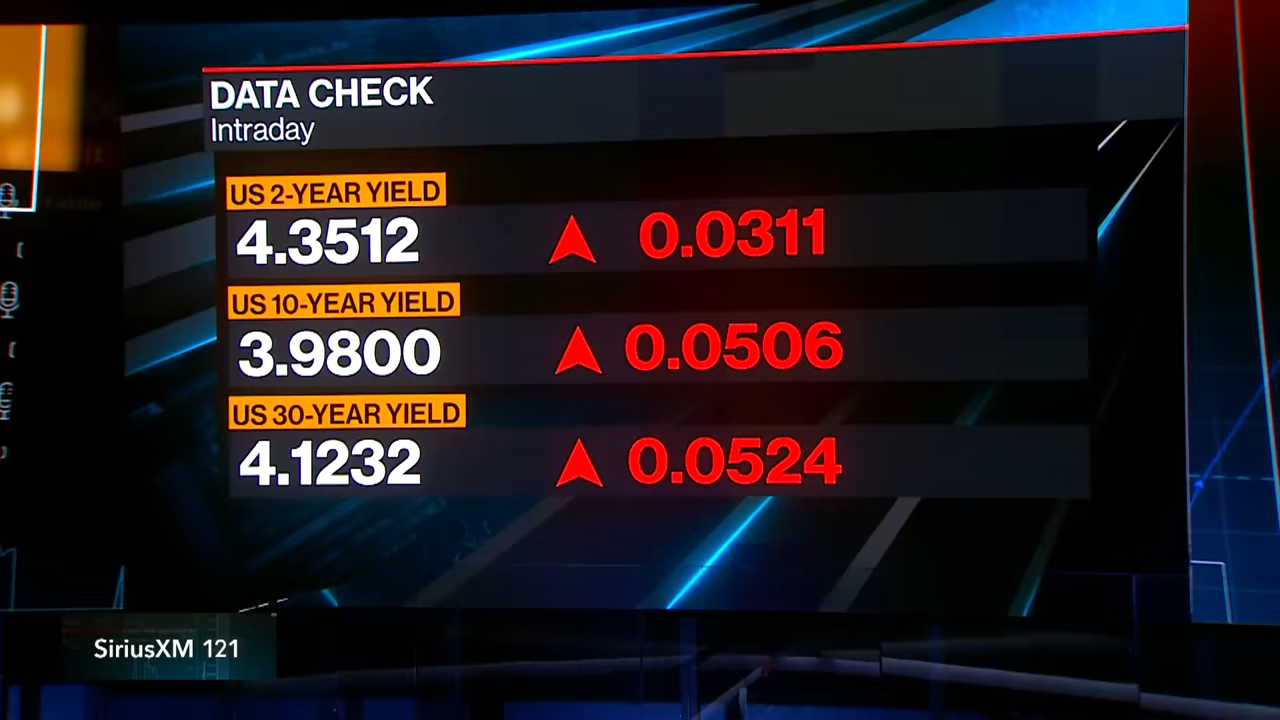 DATA CHECK
Intraday
US 2-YEAR YIELD
4.3512 ▲ 0.0311
US 10-YEAR YIELD
3.9800 ▲ 0.0506
US 30-YEAR YIELD
4.1232 ▲ 0.0524
SiriusXM 121